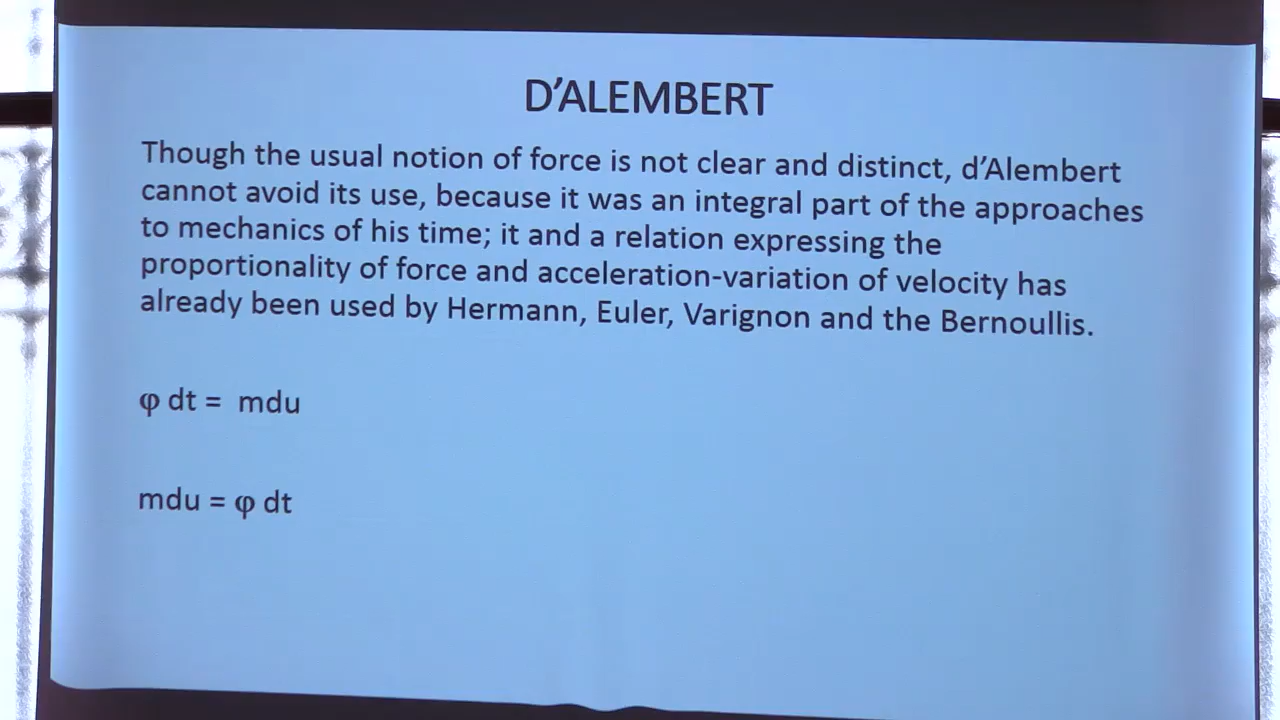 D’ALEMBERT
Though the usual notion of force is not clear and distinct, d’Alembert
cannot avoid its use, because it was an integral part of the approaches
to mechanics of his time; it and a relation expressing the
proportionality of force and acceleration-variation of velocity has
already been used by Hermann, Euler, Varignon and the Bernoullis.
φ dt = mdu
mdu = φ dt